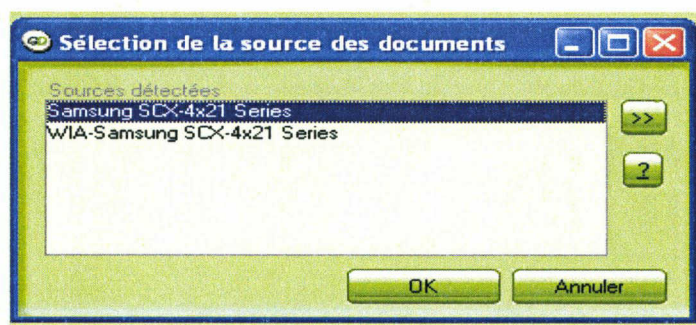 Sélection de la source des documents
Sources détectées
Samsung SCX-4x21 Series
>>
WIA-Samsung SCX-4x21 Series
?
OK
Annuler